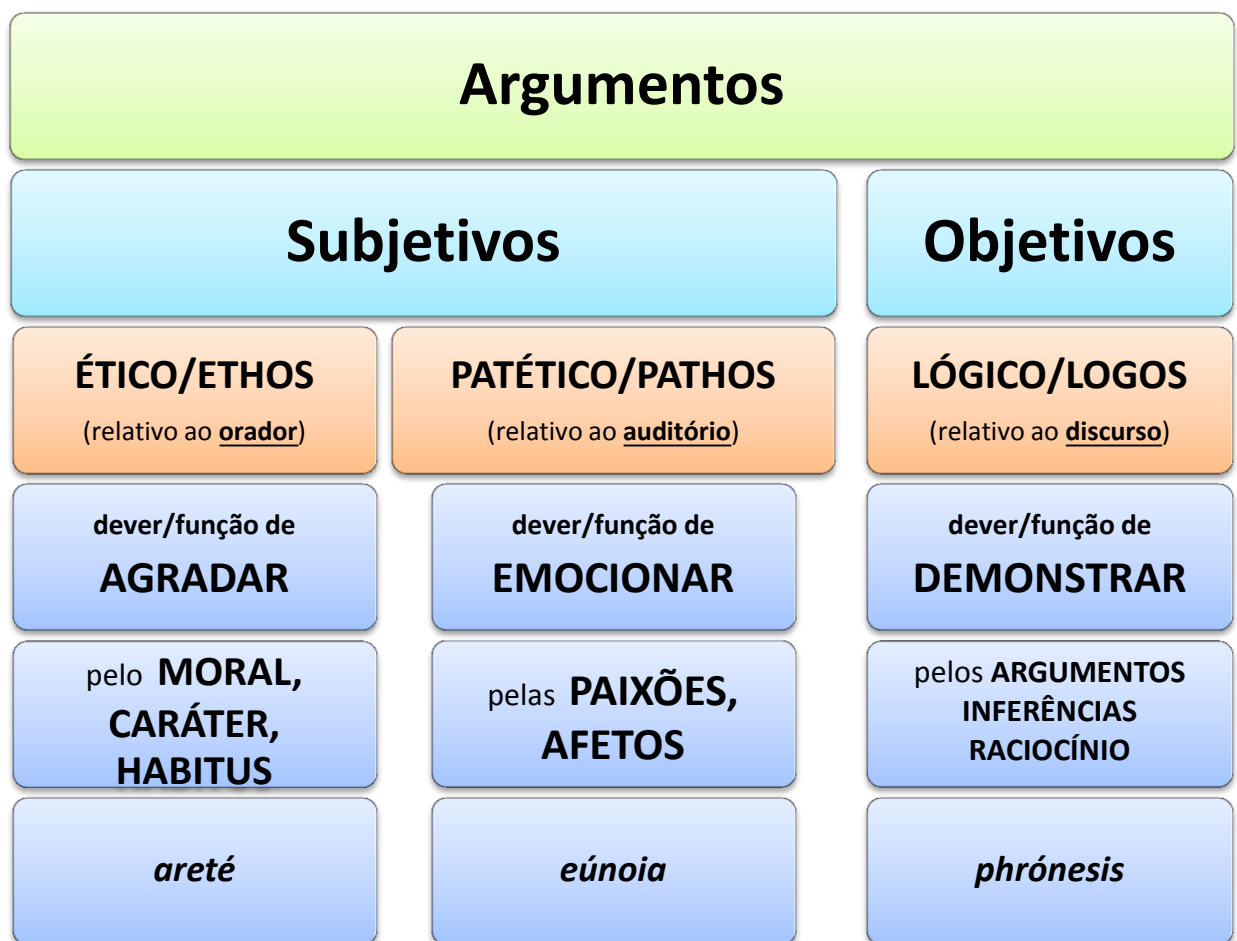 Argumentos
Subjetivos
Objetivos
ÉTICO/ETHOS
(relativo ao orador)
PATÉTICO/PATHOS
(relativo ao auditório)
LÓGICO/LOGOS
(relativo ao discurso)
dever/função de
AGRADAR
dever/função de
EMOCIONAR
dever/função de
DEMONSTRAR
pelo MORAL,
CARÁTER,
HABITUS
pelas PAIXÕES,
AFETOS
pelos ARGUMENTOS
INFERÊNCIAS
RACIOCÍNIO
areté
eúnoia
phrónesis